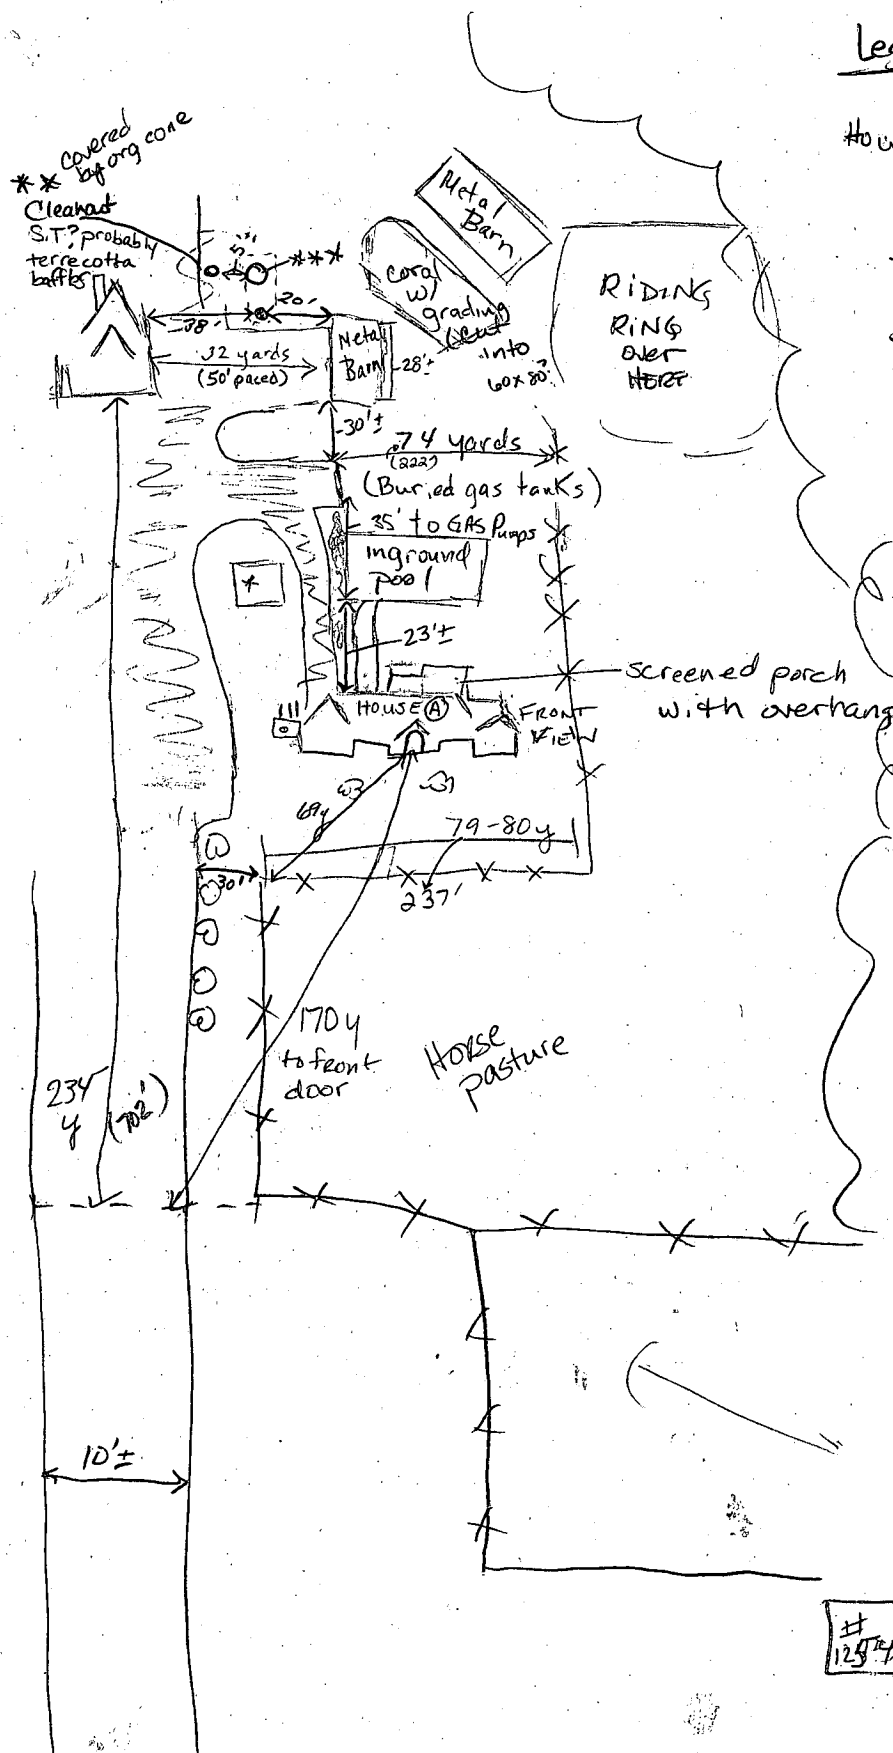 covered
by org cone
**
Cleanout
S.T? probably
terrecotta
baffles
5'
***
38'
20'
32 yards
(50' paced)
Metal
Barn
28'±
Metal
Barn
coral
w/
grading
into
60x80'?
RiDiNG
RiNG
over
HERE
30'±
74 yards
(222)
(Buried gas tanks)
35' to GAS Pumps
inground
pool
*
23'±
screened porch
with overhang
HOUSE (A)
FRONT
VIEW
69y
79-80y
30'
237'
170y
to front
door
Horse
pasture
234
y
(702')
10'±
#